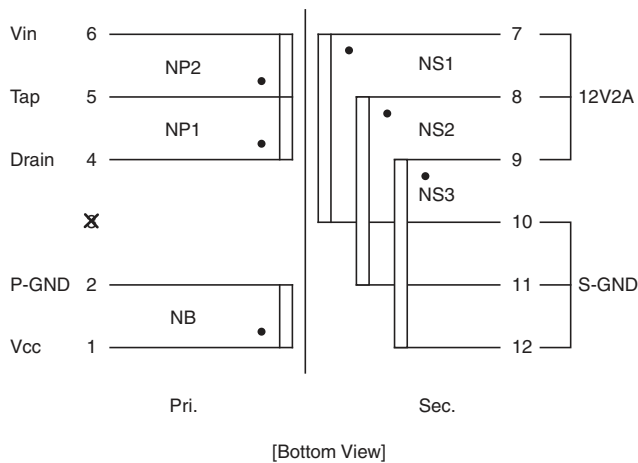 Vin 6 7
NP2 NS1
Tap 5 8 12V2A
NP1 NS2
Drain 4 9
NS3
10
P-GND 2 11 S-GND
NB
Vcc 1 12
Pri. Sec.
[Bottom View]